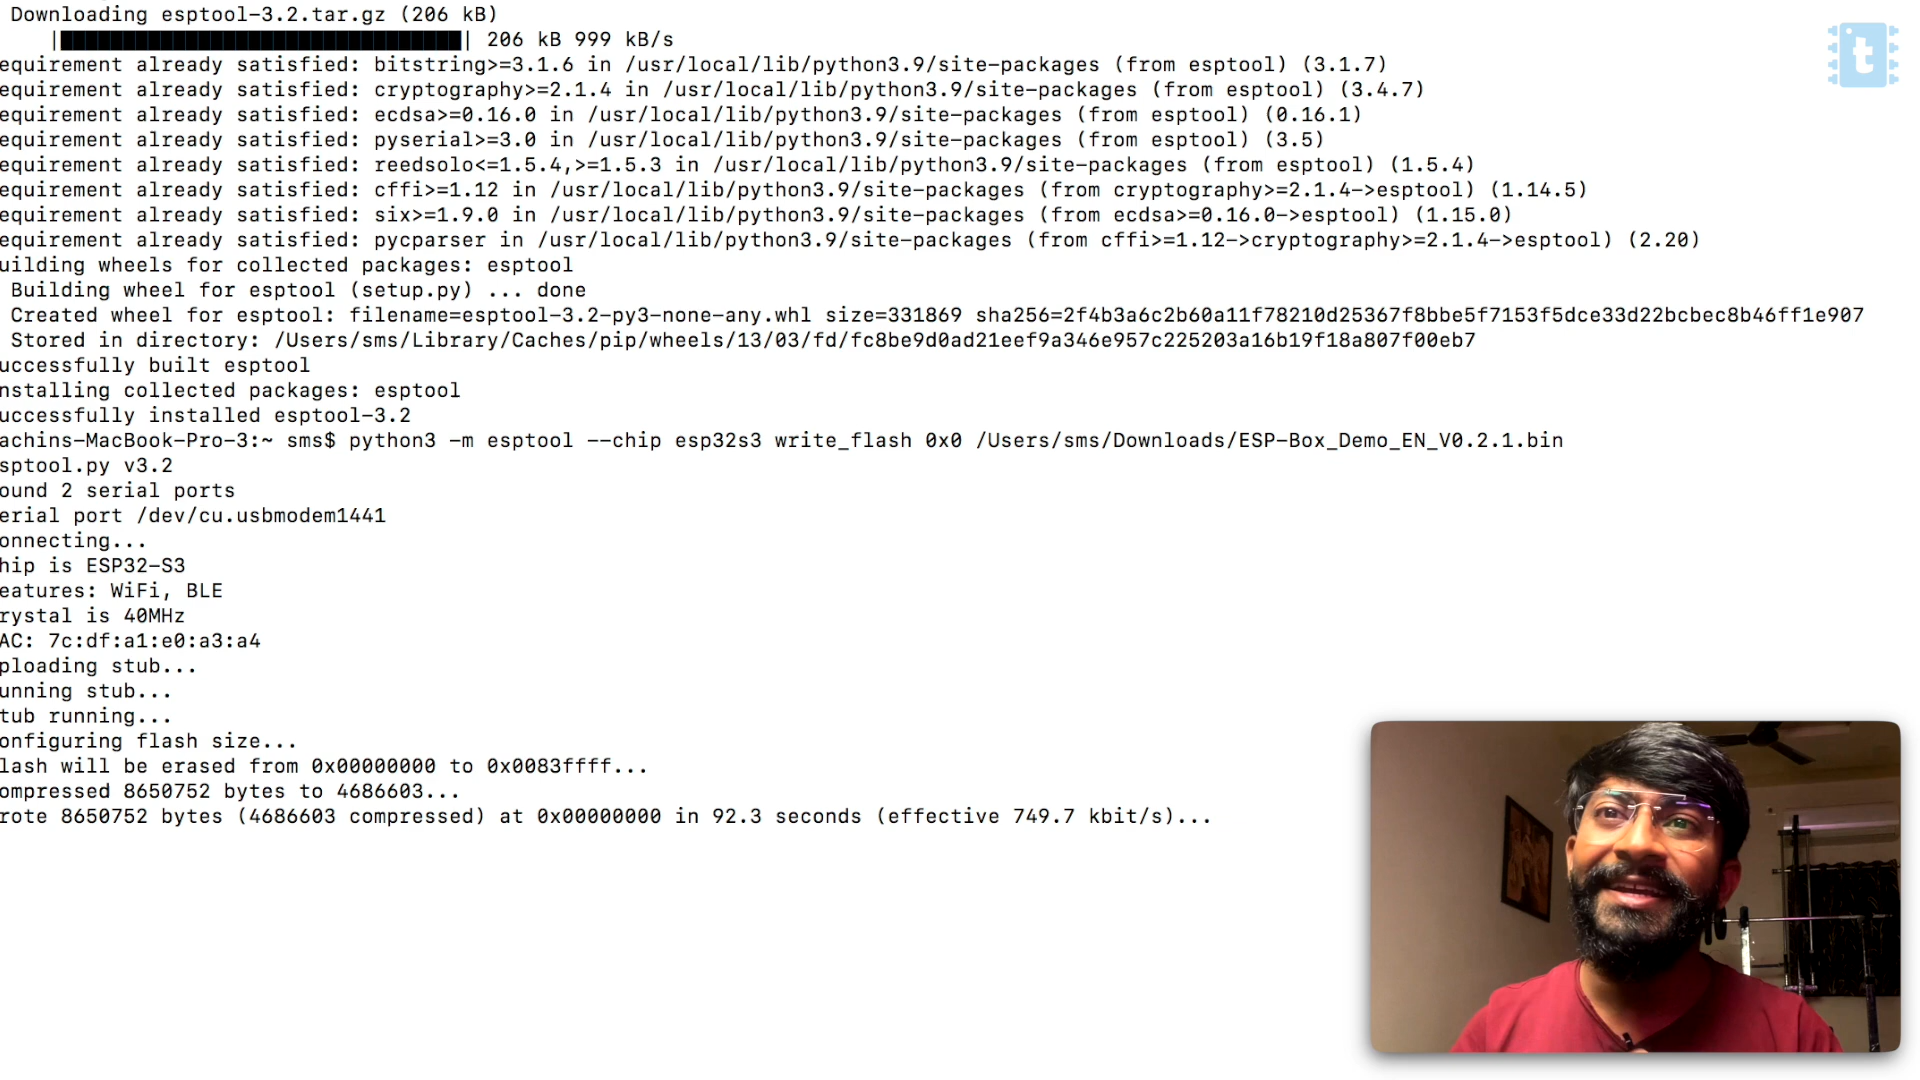 Downloading esptool-3.2.tar.gz (206 kB)
|████████████████████████████████| 206 kB 999 kB/s
equirement already satisfied: bitstring>=3.1.6 in /usr/local/lib/python3.9/site-packages (from esptool) (3.1.7)
equirement already satisfied: cryptography>=2.1.4 in /usr/local/lib/python3.9/site-packages (from esptool) (3.4.7)
equirement already satisfied: ecdsa>=0.16.0 in /usr/local/lib/python3.9/site-packages (from esptool) (0.16.1)
equirement already satisfied: pyserial>=3.0 in /usr/local/lib/python3.9/site-packages (from esptool) (3.5)
equirement already satisfied: reedsolo<=1.5.4,>=1.5.3 in /usr/local/lib/python3.9/site-packages (from esptool) (1.5.4)
equirement already satisfied: cffi>=1.12 in /usr/local/lib/python3.9/site-packages (from cryptography>=2.1.4->esptool) (1.14.5)
equirement already satisfied: six>=1.9.0 in /usr/local/lib/python3.9/site-packages (from ecdsa>=0.16.0->esptool) (1.15.0)
equirement already satisfied: pycparser in /usr/local/lib/python3.9/site-packages (from cffi>=1.12->cryptography>=2.1.4->esptool) (2.20)
uilding wheels for collected packages: esptool
Building wheel for esptool (setup.py) ... done
Created wheel for esptool: filename=esptool-3.2-py3-none-any.whl size=331869 sha256=2f4b3a6c2b60a11f78210d25367f8bbe5f7153f5dce33d22bcbec8b46ff1e907
Stored in directory: /Users/sms/Library/Caches/pip/wheels/13/03/fd/fc8be9d0ad21eef9a346e957c225203a16b19f18a807f00eb7
uccessfully built esptool
nstalling collected packages: esptool
uccessfully installed esptool-3.2
achins-MacBook-Pro-3:~ sms$ python3 -m esptool --chip esp32s3 write_flash 0x0 /Users/sms/Downloads/ESP-Box_Demo_EN_V0.2.1.bin
sptool.py v3.2
ound 2 serial ports
erial port /dev/cu.usbmodem1441
onnecting...
hip is ESP32-S3
eatures: WiFi, BLE
rystal is 40MHz
AC: 7c:df:a1:e0:a3:a4
ploading stub...
unning stub...
tub running...
onfiguring flash size...
lash will be erased from 0x00000000 to 0x0083ffff...
ompressed 8650752 bytes to 4686603...
rote 8650752 bytes (4686603 compressed) at 0x00000000 in 92.3 seconds (effective 749.7 kbit/s)...
t